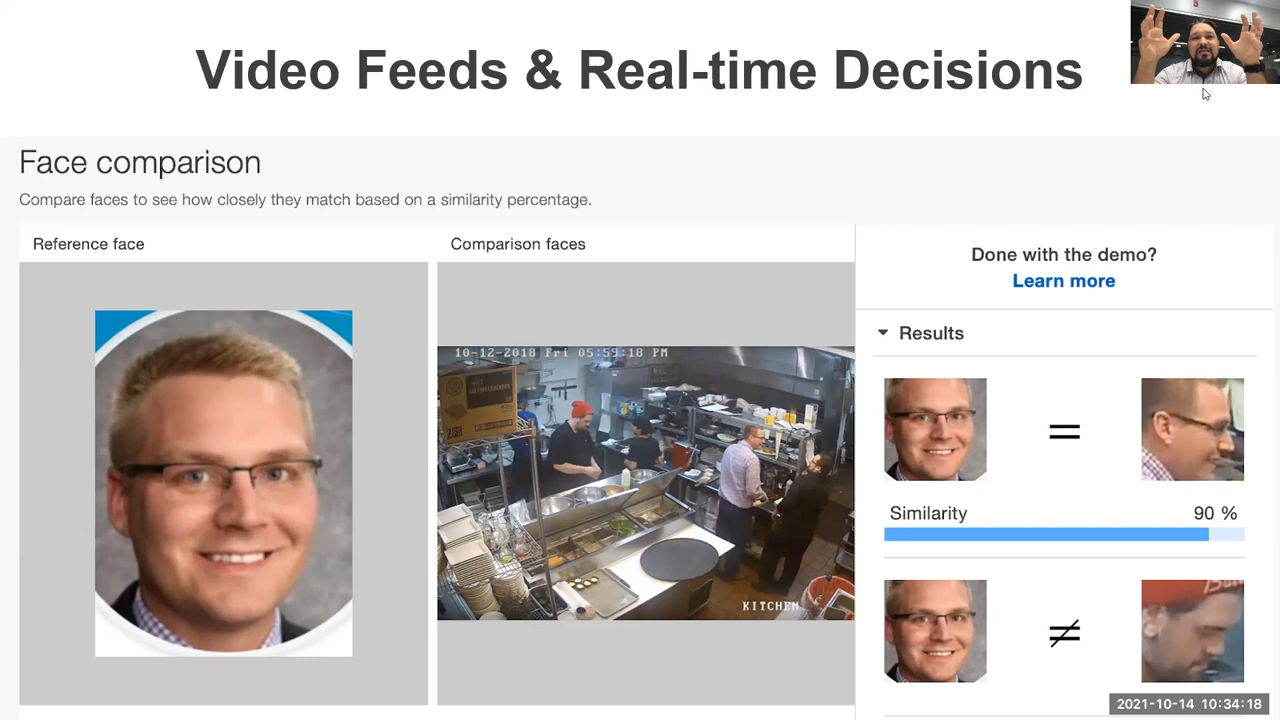 Video Feeds & Real-time Decisions
Face comparison
Compare faces to see how closely they match based on a similarity percentage.
Reference face
Comparison faces
Done with the demo?
Learn more
Results
10-12-2018 Fri 05:59:18 PM
KITCHEN
Similarity 90 %
2021-10-14 10:34:18